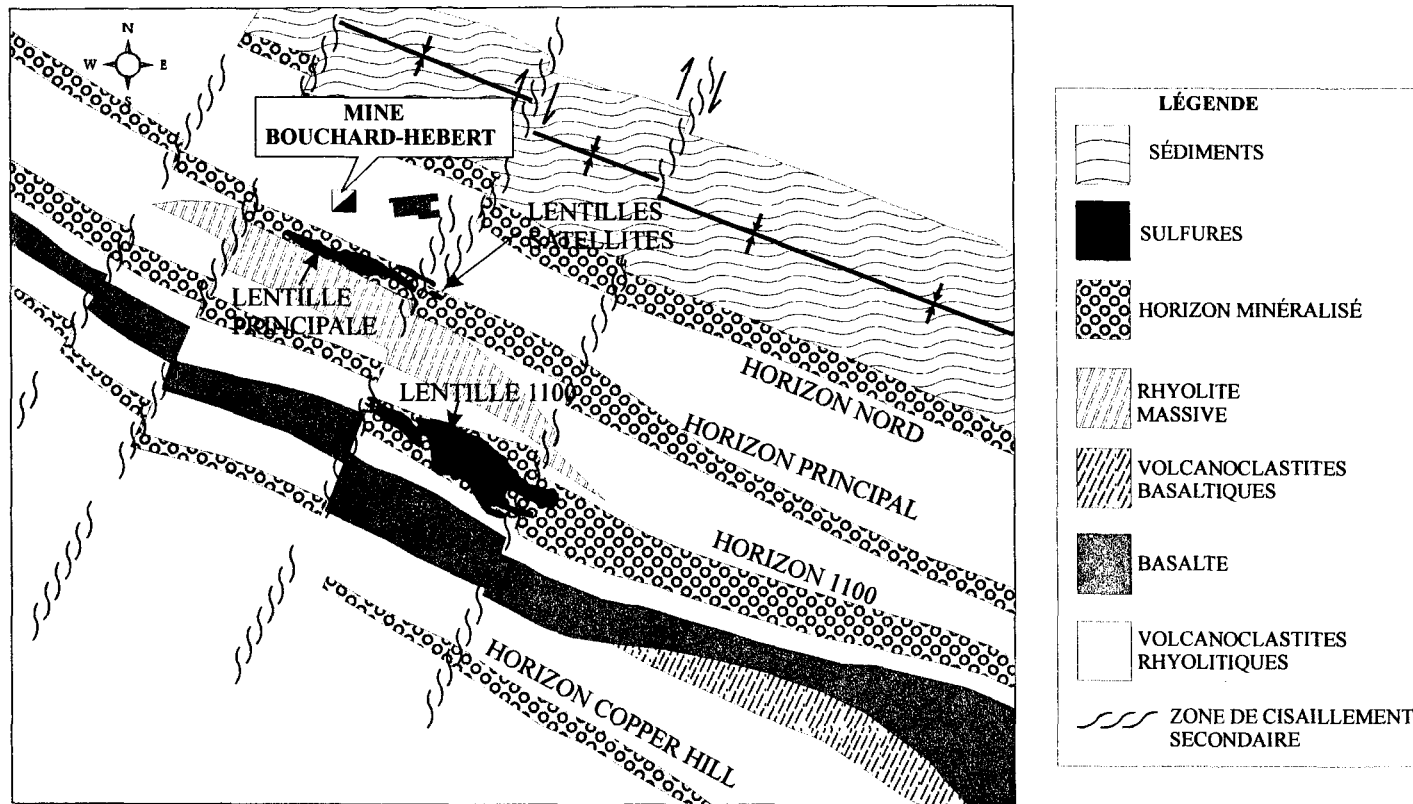 N
W E
S
MINE
BOUCHARD-HEBERT
LENTILLES
SATELLITES
LENTILLE
PRINCIPALE
LENTILLE 1100
HORIZON NORD
HORIZON PRINCIPAL
HORIZON 1100
HORIZON COPPER HILL
LÉGENDE
SÉDIMENTS
SULFURES
HORIZON MINÉRALISÉ
RHYOLITE
MASSIVE
VOLCANOCLASTITES
BASALTIQUES
BASALTE
VOLCANOCLASTITES
RHYOLITIQUES
ZONE DE CISAILLEMENT
SECONDAIRE